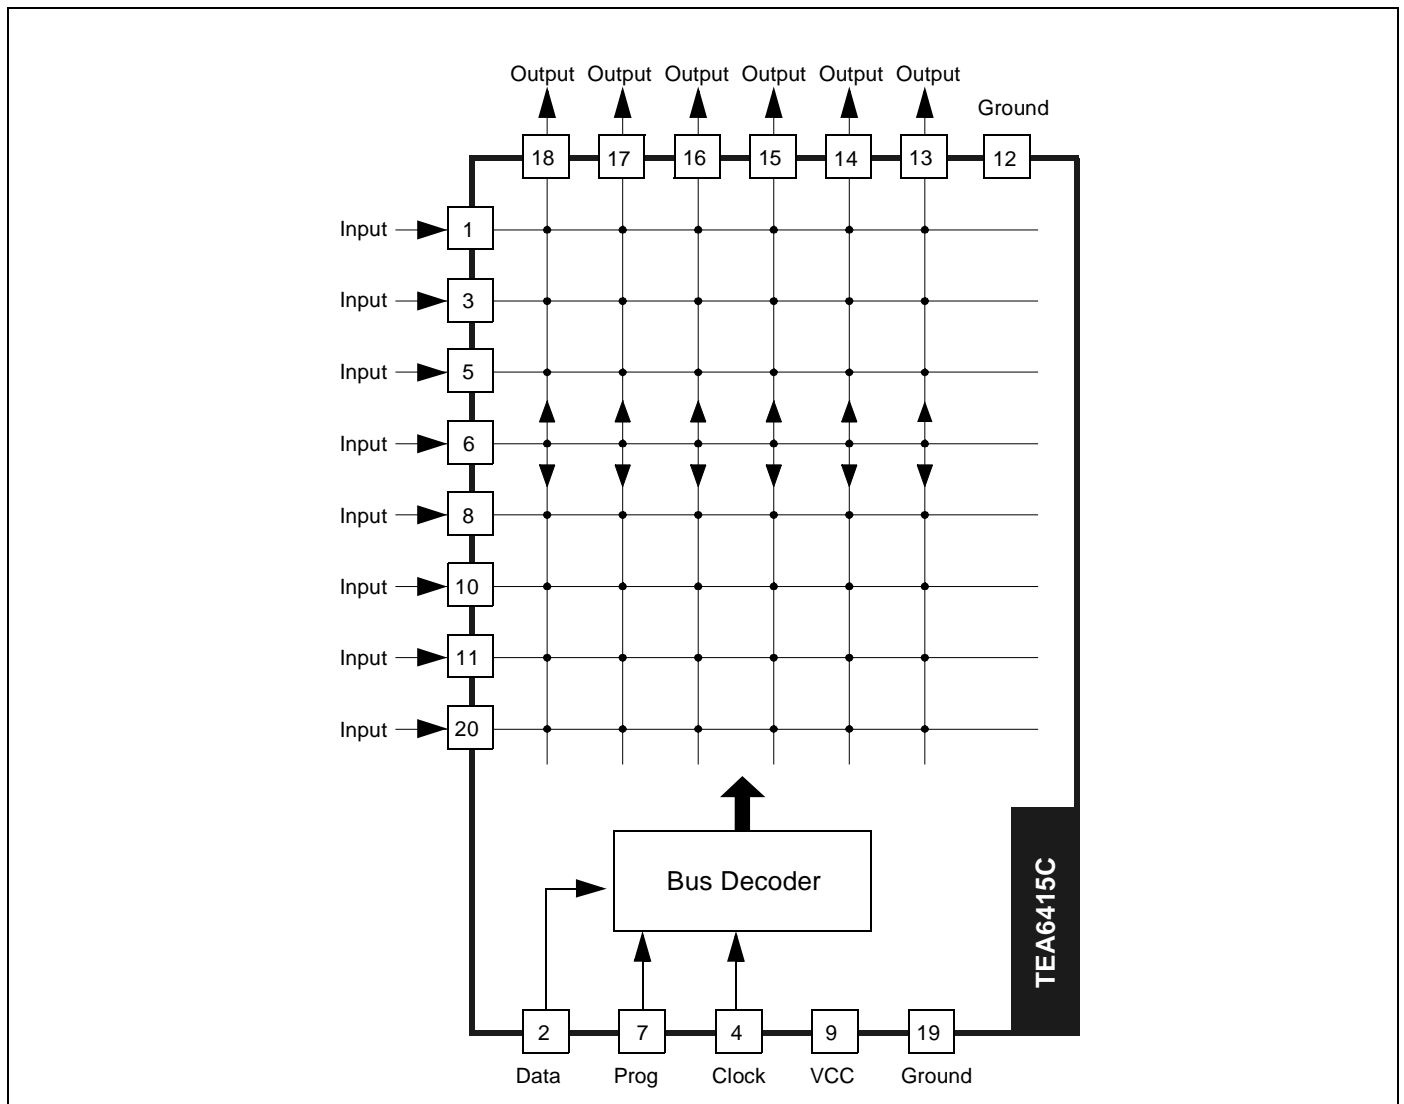 Output Output Output Output Output Output
Ground
18 17 16 15 14 13 12
Input 1
Input 3
Input 5
Input 6
Input 8
Input 10
Input 11
Input 20
Bus Decoder
TEA6415C
2 7 4 9 19
Data Prog Clock VCC Ground